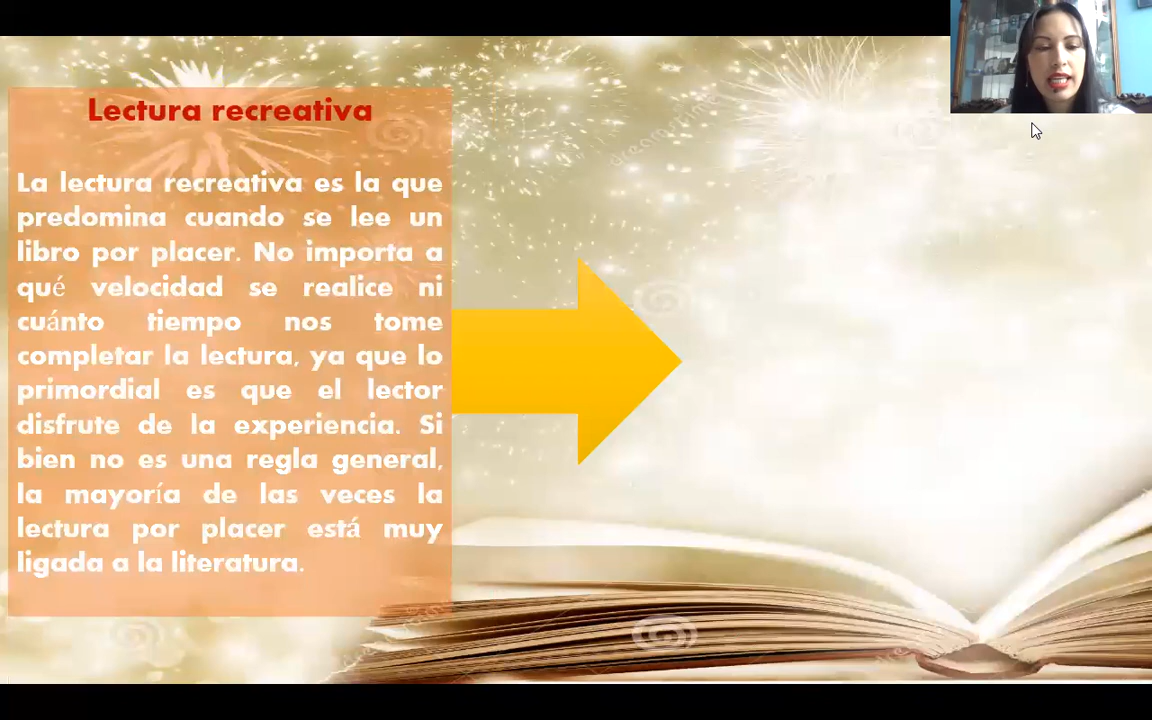 Lectura recreativa
La lectura recreativa es la que
predomina cuando se lee un
libro por placer. No importa a
qué velocidad se realice ni
cuánto tiempo nos tome
completar la lectura, ya que lo
primordial es que el lector
disfrute de la experiencia. Si
bien no es una regla general,
la mayoría de las veces la
lectura por placer está muy
ligada a la literatura.
dreamstime